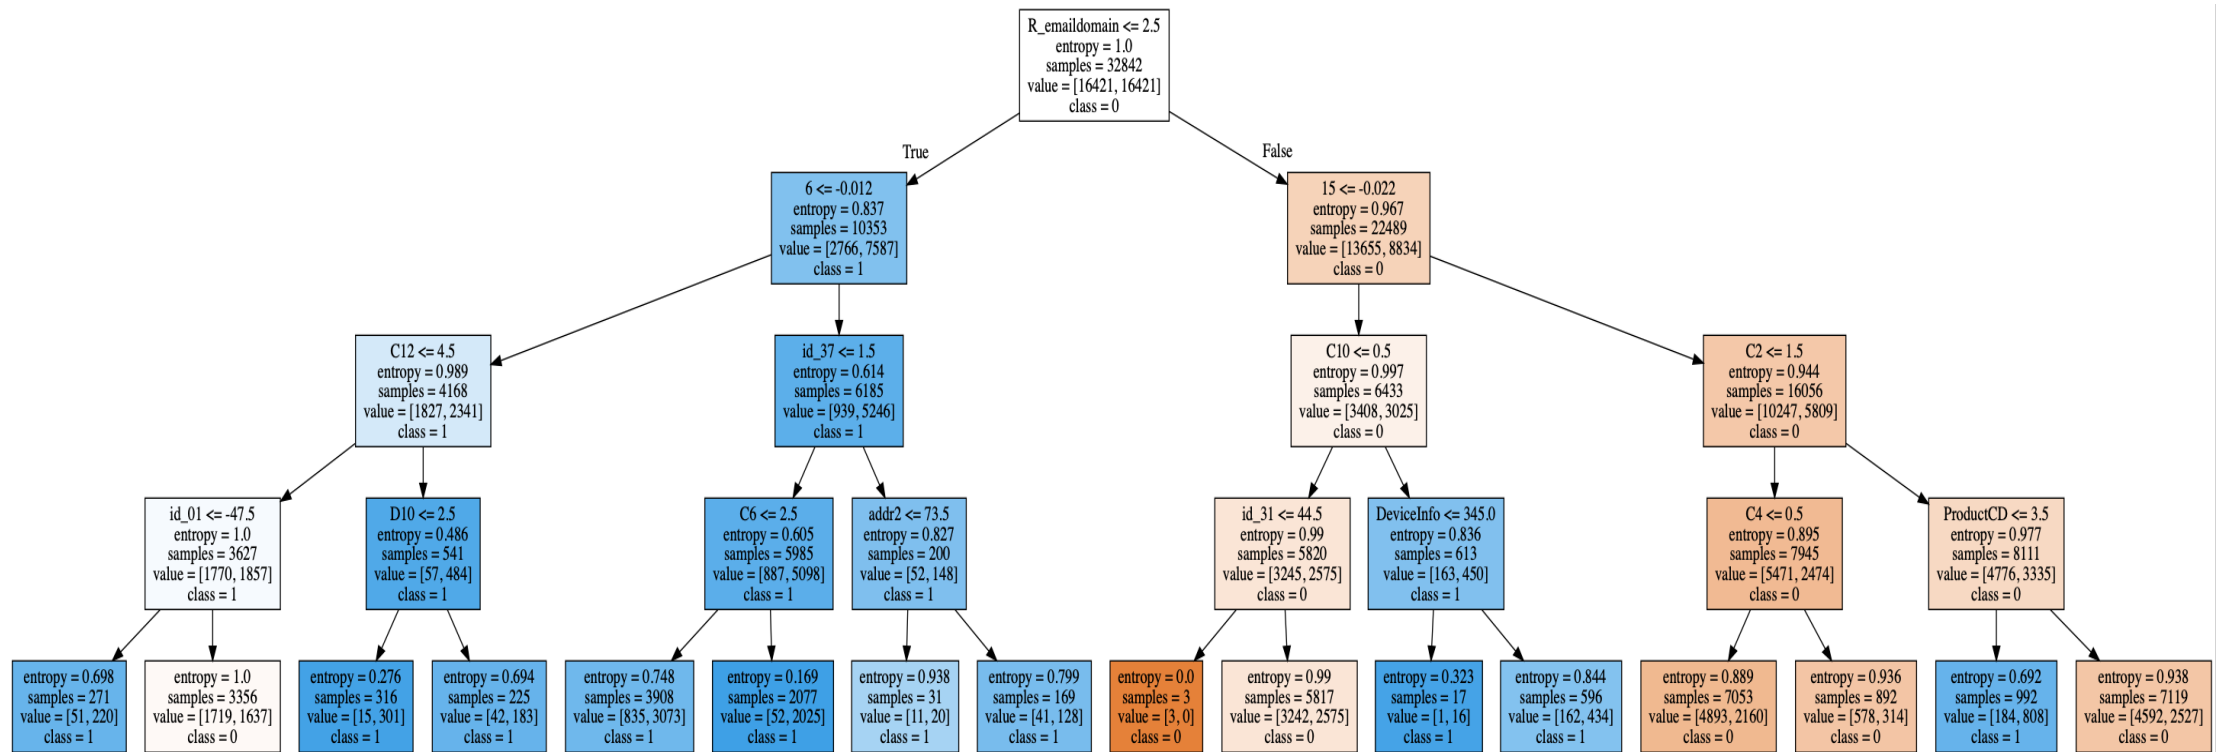 R_emaildomain <= 2.5
entropy = 1.0
samples = 32842
value = [16421, 16421]
class = 0
True
False
6 <= -0.012
entropy = 0.837
samples = 10353
value = [2766, 7587]
class = 1
15 <= -0.022
entropy = 0.967
samples = 22489
value = [13655, 8834]
class = 0
C12 <= 4.5
entropy = 0.989
samples = 4168
value = [1827, 2341]
class = 1
id_37 <= 1.5
entropy = 0.614
samples = 6185
value = [939, 5246]
class = 1
C10 <= 0.5
entropy = 0.997
samples = 6433
value = [3408, 3025]
class = 0
C2 <= 1.5
entropy = 0.944
samples = 16056
value = [10247, 5809]
class = 0
id_01 <= -47.5
entropy = 1.0
samples = 3627
value = [1770, 1857]
class = 1
D10 <= 2.5
entropy = 0.486
samples = 541
value = [57, 484]
class = 1
C6 <= 2.5
entropy = 0.605
samples = 5985
value = [887, 5098]
class = 1
addr2 <= 73.5
entropy = 0.827
samples = 200
value = [52, 148]
class = 1
id_31 <= 44.5
entropy = 0.99
samples = 5820
value = [3245, 2575]
class = 0
DeviceInfo <= 345.0
entropy = 0.836
samples = 613
value = [163, 450]
class = 1
C4 <= 0.5
entropy = 0.895
samples = 7945
value = [5471, 2474]
class = 0
ProductCD <= 3.5
entropy = 0.977
samples = 8111
value = [4776, 3335]
class = 0
entropy = 0.698
samples = 271
value = [51, 220]
class = 1
entropy = 1.0
samples = 3356
value = [1719, 1637]
class = 0
entropy = 0.276
samples = 316
value = [15, 301]
class = 1
entropy = 0.694
samples = 225
value = [42, 183]
class = 1
entropy = 0.748
samples = 3908
value = [835, 3073]
class = 1
entropy = 0.169
samples = 2077
value = [52, 2025]
class = 1
entropy = 0.938
samples = 31
value = [11, 20]
class = 1
entropy = 0.799
samples = 169
value = [41, 128]
class = 1
entropy = 0.0
samples = 3
value = [3, 0]
class = 0
entropy = 0.99
samples = 5817
value = [3242, 2575]
class = 0
entropy = 0.323
samples = 17
value = [1, 16]
class = 1
entropy = 0.844
samples = 596
value = [162, 434]
class = 1
entropy = 0.889
samples = 7053
value = [4893, 2160]
class = 0
entropy = 0.936
samples = 892
value = [578, 314]
class = 0
entropy = 0.692
samples = 992
value = [184, 808]
class = 1
entropy = 0.938
samples = 7119
value = [4592, 2527]
class = 0